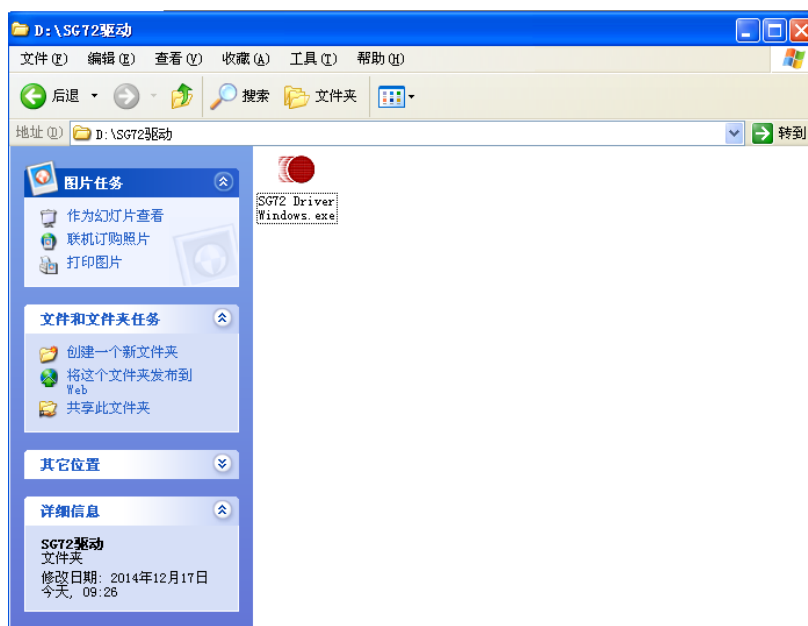 D:\SG72驱动
文件(F) 编辑(E) 查看(V) 收藏(A) 工具(T) 帮助(H)
后退 搜索 文件夹
地址(D) D:\SG72驱动 转到
图片任务
作为幻灯片查看
联机订购照片
打印图片
文件和文件夹任务
创建一个新文件夹
将这个文件夹发布到
Web
共享此文件夹
其它位置
详细信息
SG72驱动
文件夹
修改日期: 2014年12月17日
今天, 09:26
SG72 Driver
Windows.exe